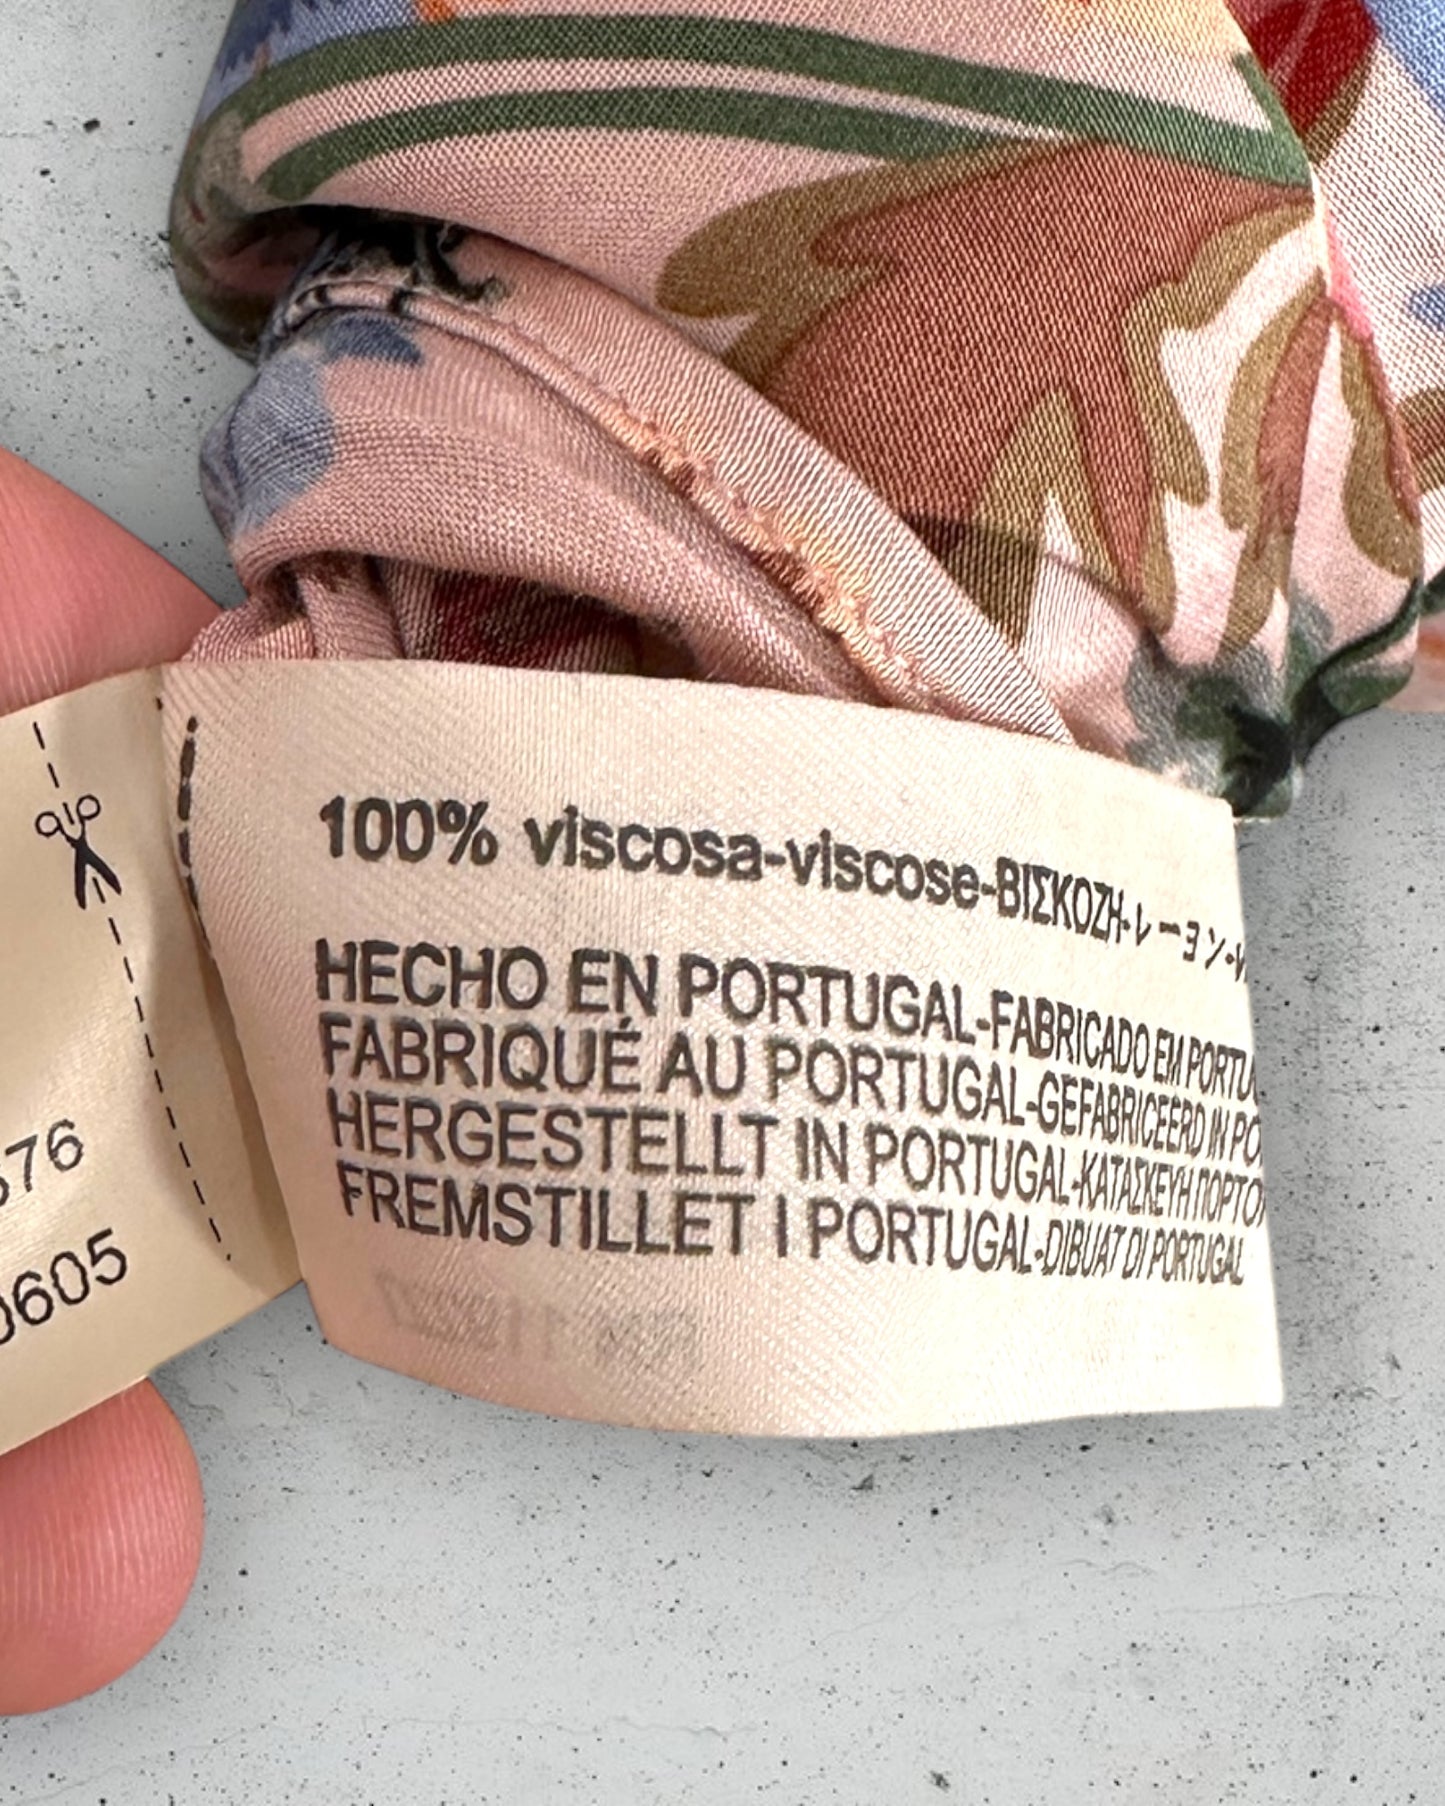 100% viscosa-viscose-ΒΙΣΚΟΖΗ-レーヨン-
HECHO EN PORTUGAL-FABRICADO EM
FABRIQUÉ AU PORTUGAL-GEFABRICEERD IN
HERGESTELLT IN PORTUGAL-ΚΑΤΑΣΚΕΥΗ
FREMSTILLET I PORTUGAL-DIBUAT DI PORTUGAL
76
0605